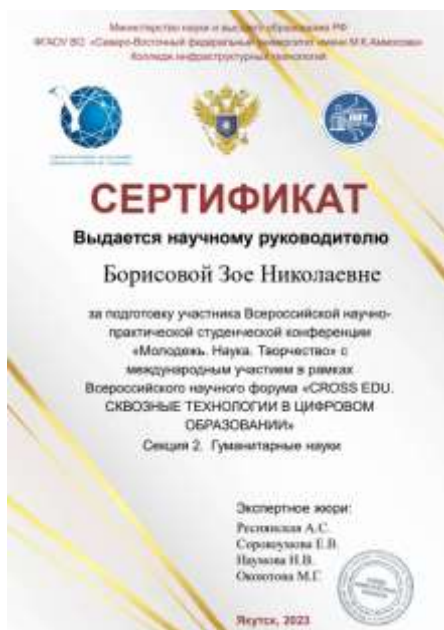 Министерство науки и высшего образования РФ
ФГАОУ ВО «Северо-Восточный федеральный университет имени М.К.Аммосова»
Колледж инфраструктурных технологий
СЕРТИФИКАТ
Выдается научному руководителю
Борисовой Зое Николаевне
за подготовку участника Всероссийской научно-
практической студенческой конференции
«Молодежь. Наука. Творчество» с
международным участием в рамках
Всероссийского научного форума «CROSS EDU.
СКВОЗНЫЕ ТЕХНОЛОГИИ В ЦИФРОВОМ
ОБРАЗОВАНИИ»
Секция 2. Гуманитарные науки
Экспертное жюри:
А.С.
Сорокоумова Е.В.
Наумова Н.В.
М.Г.
Якутск, 2023